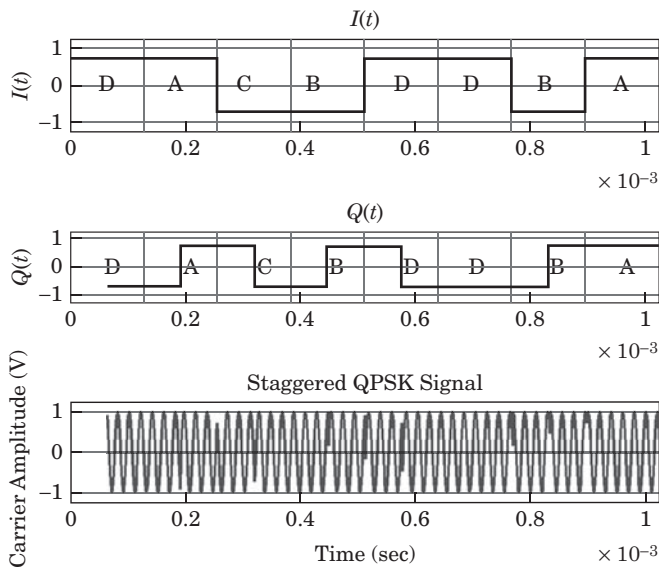 I(t)
I(t)
1
0
−1
D A C B D D B A
0 0.2 0.4 0.6 0.8 1
× 10−3
Q(t)
Q(t)
1
0
−1
D A C B D D B A
0 0.2 0.4 0.6 0.8 1
× 10−3
Staggered QPSK Signal
Carrier Amplitude (V)
1
0
−1
0 0.2 0.4 0.6 0.8 1
Time (sec)
× 10−3